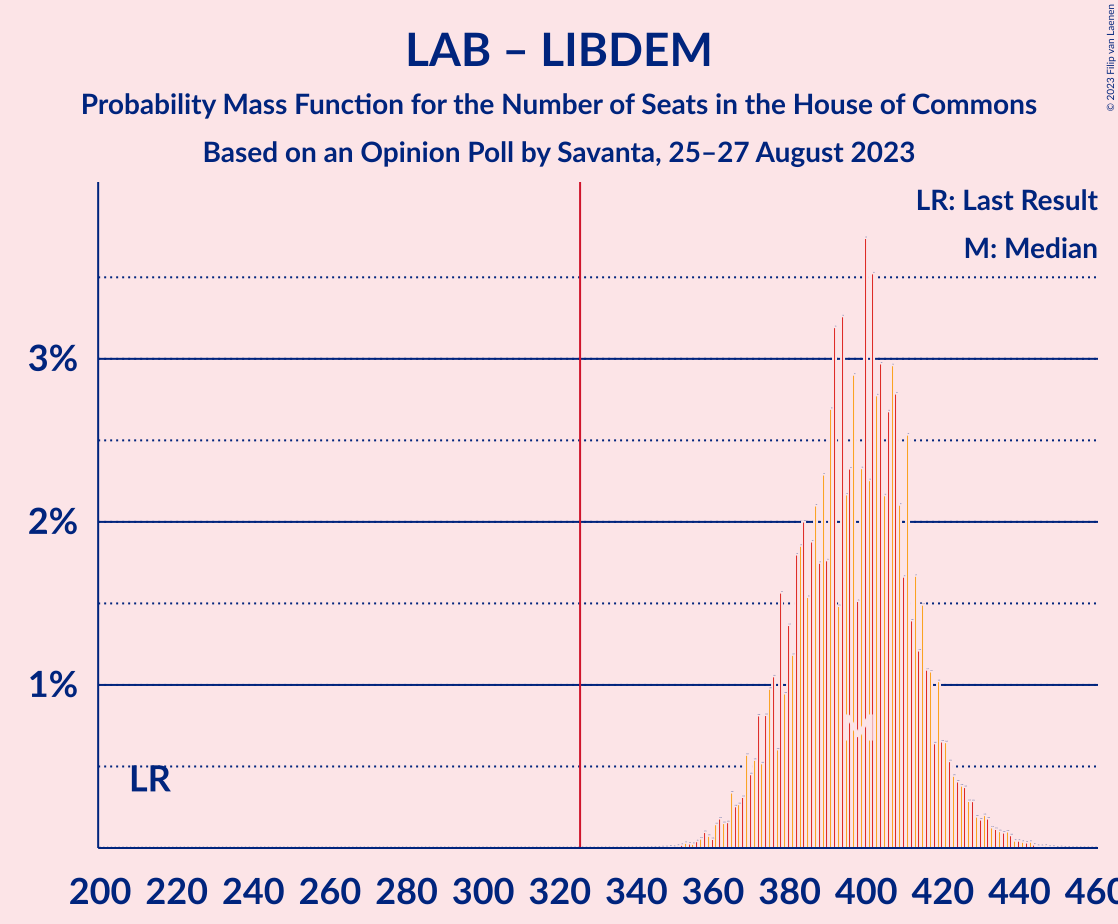 LAB – LIBDEM
Probability Mass Function for the Number of Seats in the House of Commons
Based on an Opinion Poll by Savanta, 25–27 August 2023
© 2023 Filip van Laenen
LR: Last Result
M: Median
3%
2%
1%
LR
M
200 220 240 260 280 300 320 340 360 380 400 420 440 460